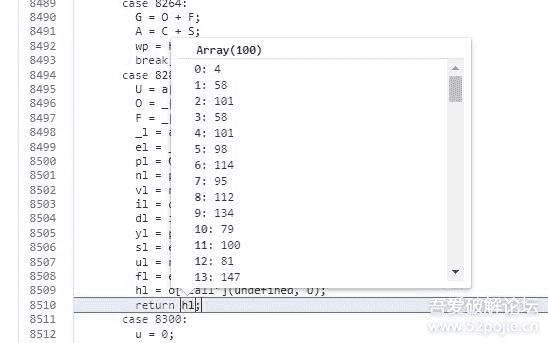 8489 case 8264:
8490 G = O + F;
8491 A = C + S;
8492 wp =
8493 break
8494 case
8495 U =
8496 O =
8497 F =
8498 _l =
8499 el =
8500 pl =
8501 nl =
8502 vl =
8503 il =
8504 dl =
8505 yl =
8506 sl =
8507 ul =
8508 fl =
8509 hl = (undefined, U);
8510 return hl;
8511 case 8300:
8512 u = 0;
Array(100)
0: 4
1: 58
2: 101
3: 58
4: 101
5: 98
6: 114
7: 95
8: 112
9: 134
10: 79
11: 100
12: 81
13: 147
吾爱破解论坛
www.52pojie.cn